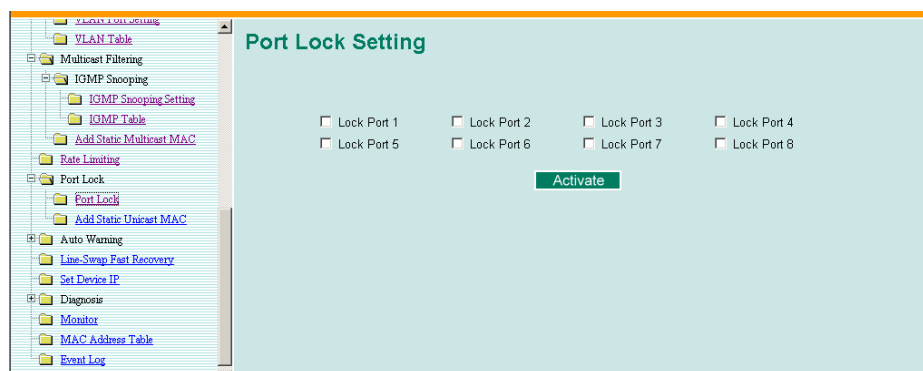 VLAN Port Setting
VLAN Table
Multicast Filtering
IGMP Snooping
IGMP Snooping Setting
IGMP Table
Add Static Multicast MAC
Rate Limiting
Port Lock
Port Lock
Add Static Unicast MAC
Auto Warning
Line-Swap Fast Recovery
Set Device IP
Diagnosis
Monitor
MAC Address Table
Event Log
Port Lock Setting
Lock Port 1 Lock Port 2 Lock Port 3 Lock Port 4
Lock Port 5 Lock Port 6 Lock Port 7 Lock Port 8
Activate